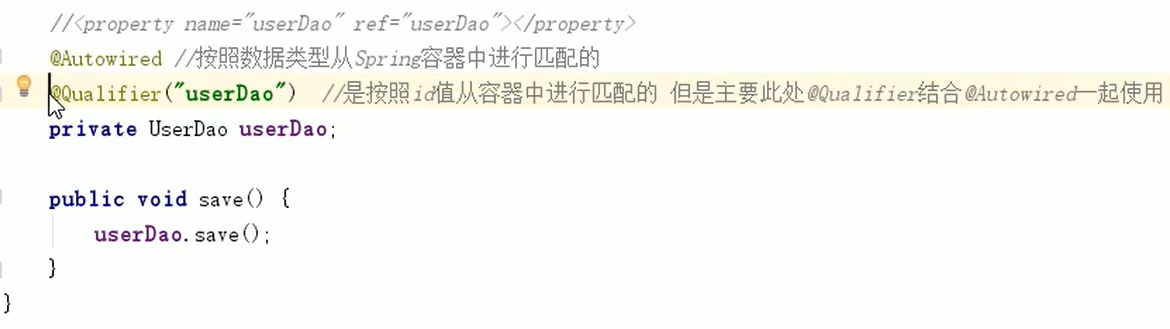 //<property name="userDao" ref="userDao"></property>
@Autowired //按照数据类型从Spring容器中进行匹配的
@Qualifier("userDao") //是按照id值从容器中进行匹配的 但是主要此处@Qualifier结合@Autowired一起使用
private UserDao userDao;
public void save() {
userDao.save();
}
}